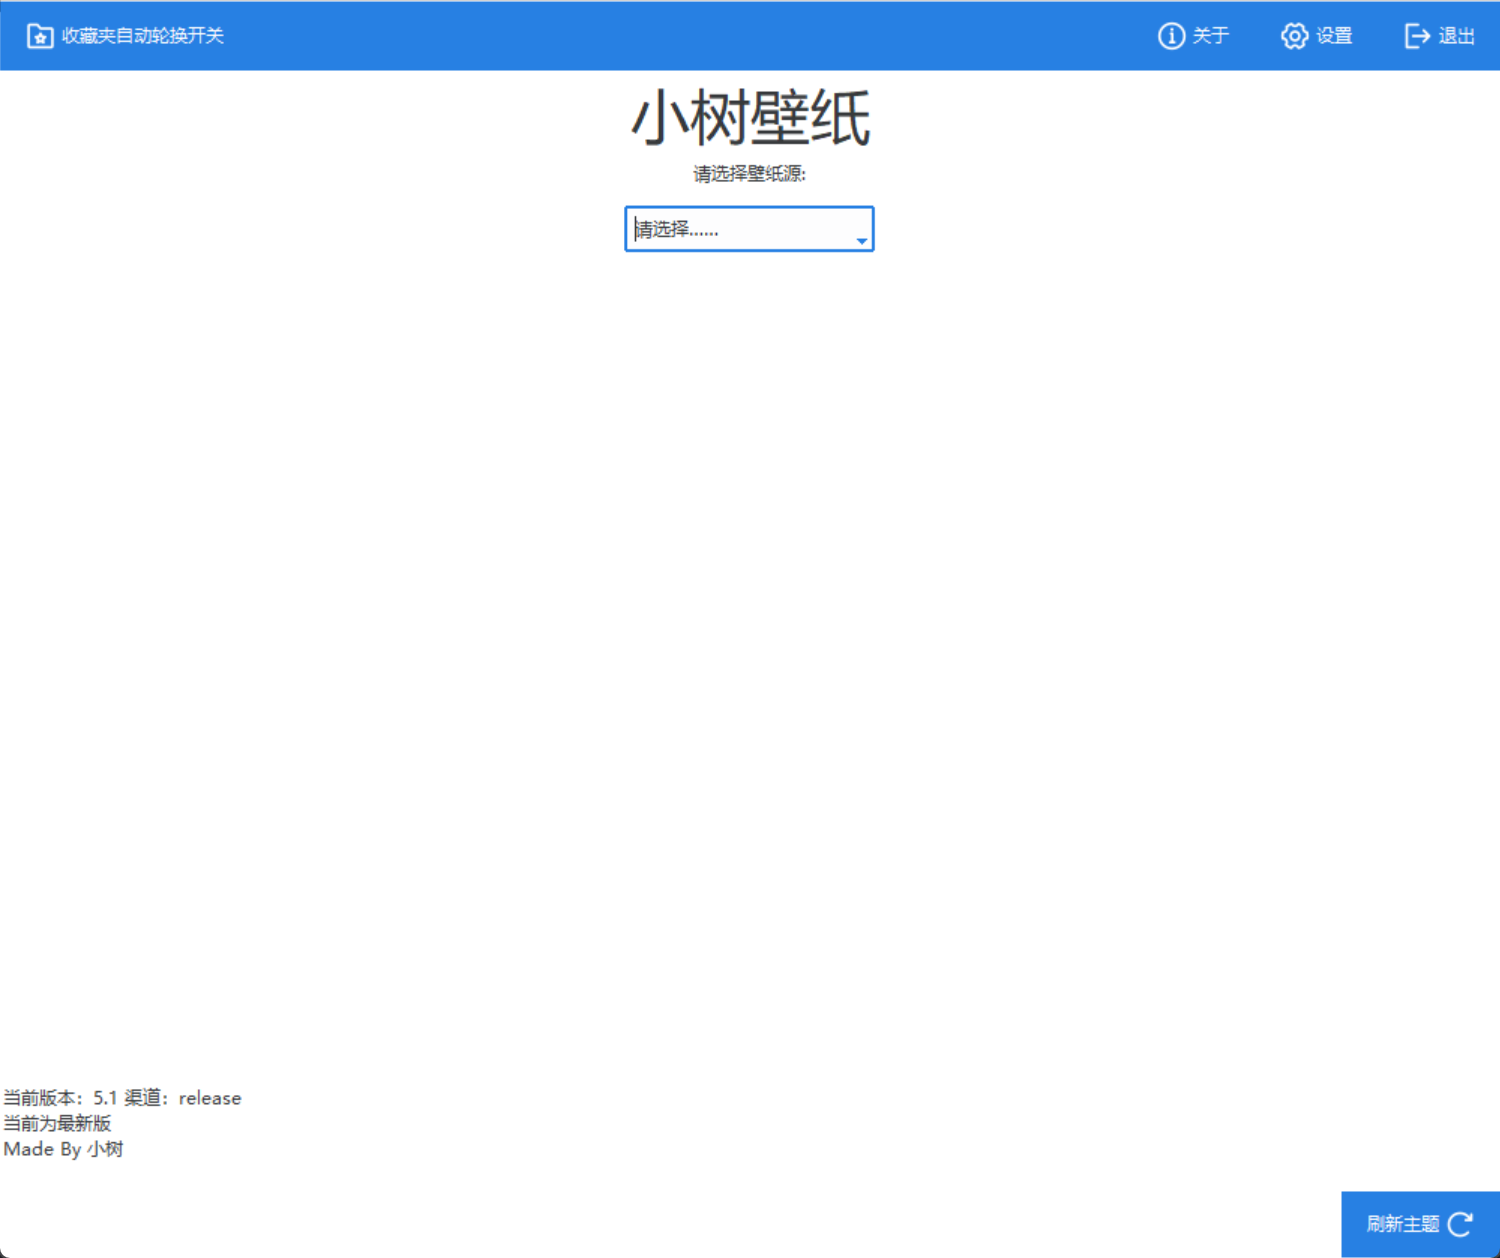 收藏夹自动轮换开关
关于
设置
退出
小树壁纸
请选择壁纸源:
请选择......
当前版本：5.1 渠道：release
当前为最新版
Made By 小树
刷新主题